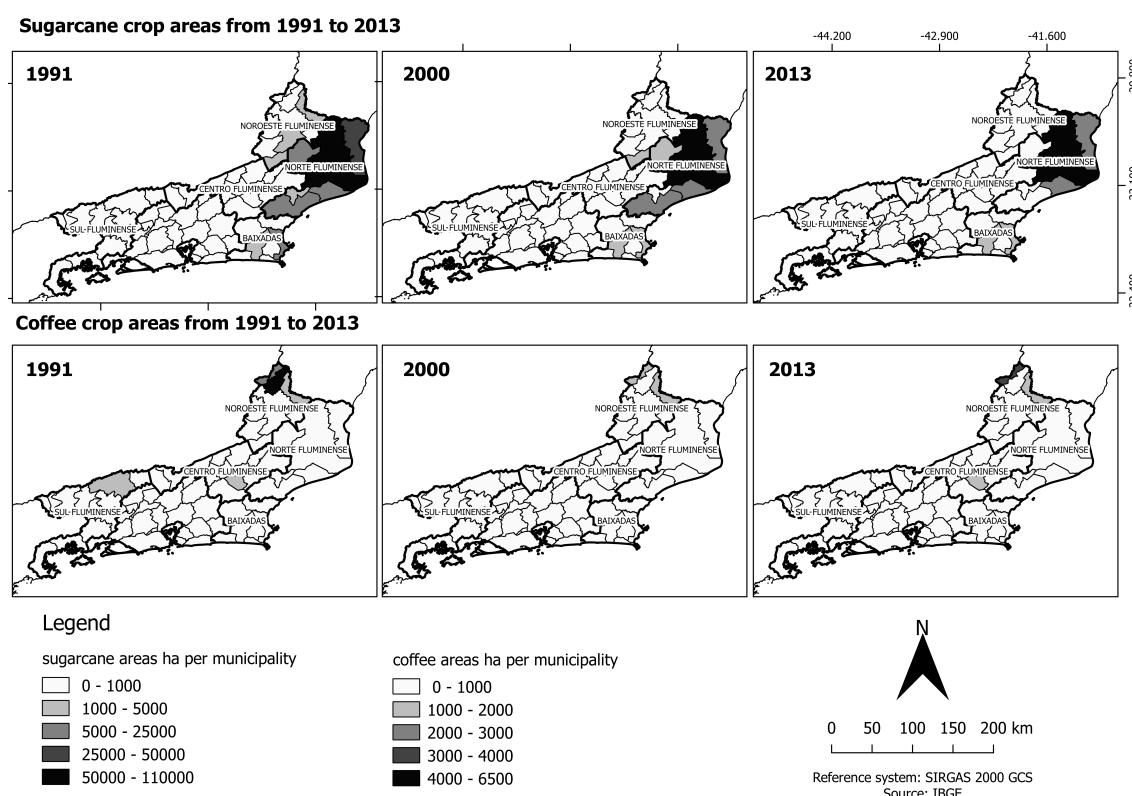 Sugarcane crop areas from 1991 to 2013
-44.200 -42.900 -41.600
1991
NOROESTE FLUMINENSE
NORTE FLUMINENSE
CENTRO FLUMINENSE
SUL-FLUMINENSE
BAIXADAS
2000
NOROESTE FLUMINENSE
NORTE FLUMINENSE
CENTRO FLUMINENSE
SUL-FLUMINENSE
BAIXADAS
2013
NOROESTE FLUMINENSE
NORTE FLUMINENSE
CENTRO FLUMINENSE
SUL-FLUMINENSE
BAIXADAS
Coffee crop areas from 1991 to 2013
1991
NOROESTE FLUMINENSE
NORTE FLUMINENSE
CENTRO FLUMINENSE
SUL-FLUMINENSE
BAIXADAS
2000
NOROESTE FLUMINENSE
NORTE FLUMINENSE
CENTRO FLUMINENSE
SUL-FLUMINENSE
BAIXADAS
2013
NOROESTE FLUMINENSE
NORTE FLUMINENSE
CENTRO FLUMINENSE
SUL-FLUMINENSE
BAIXADAS
Legend
sugarcane areas ha per municipality
0 - 1000
1000 - 5000
5000 - 25000
25000 - 50000
50000 - 110000
coffee areas ha per municipality
0 - 1000
1000 - 2000
2000 - 3000
3000 - 4000
4000 - 6500
N
0 50 100 150 200 km
Reference system: SIRGAS 2000 GCS
Source: IBGE